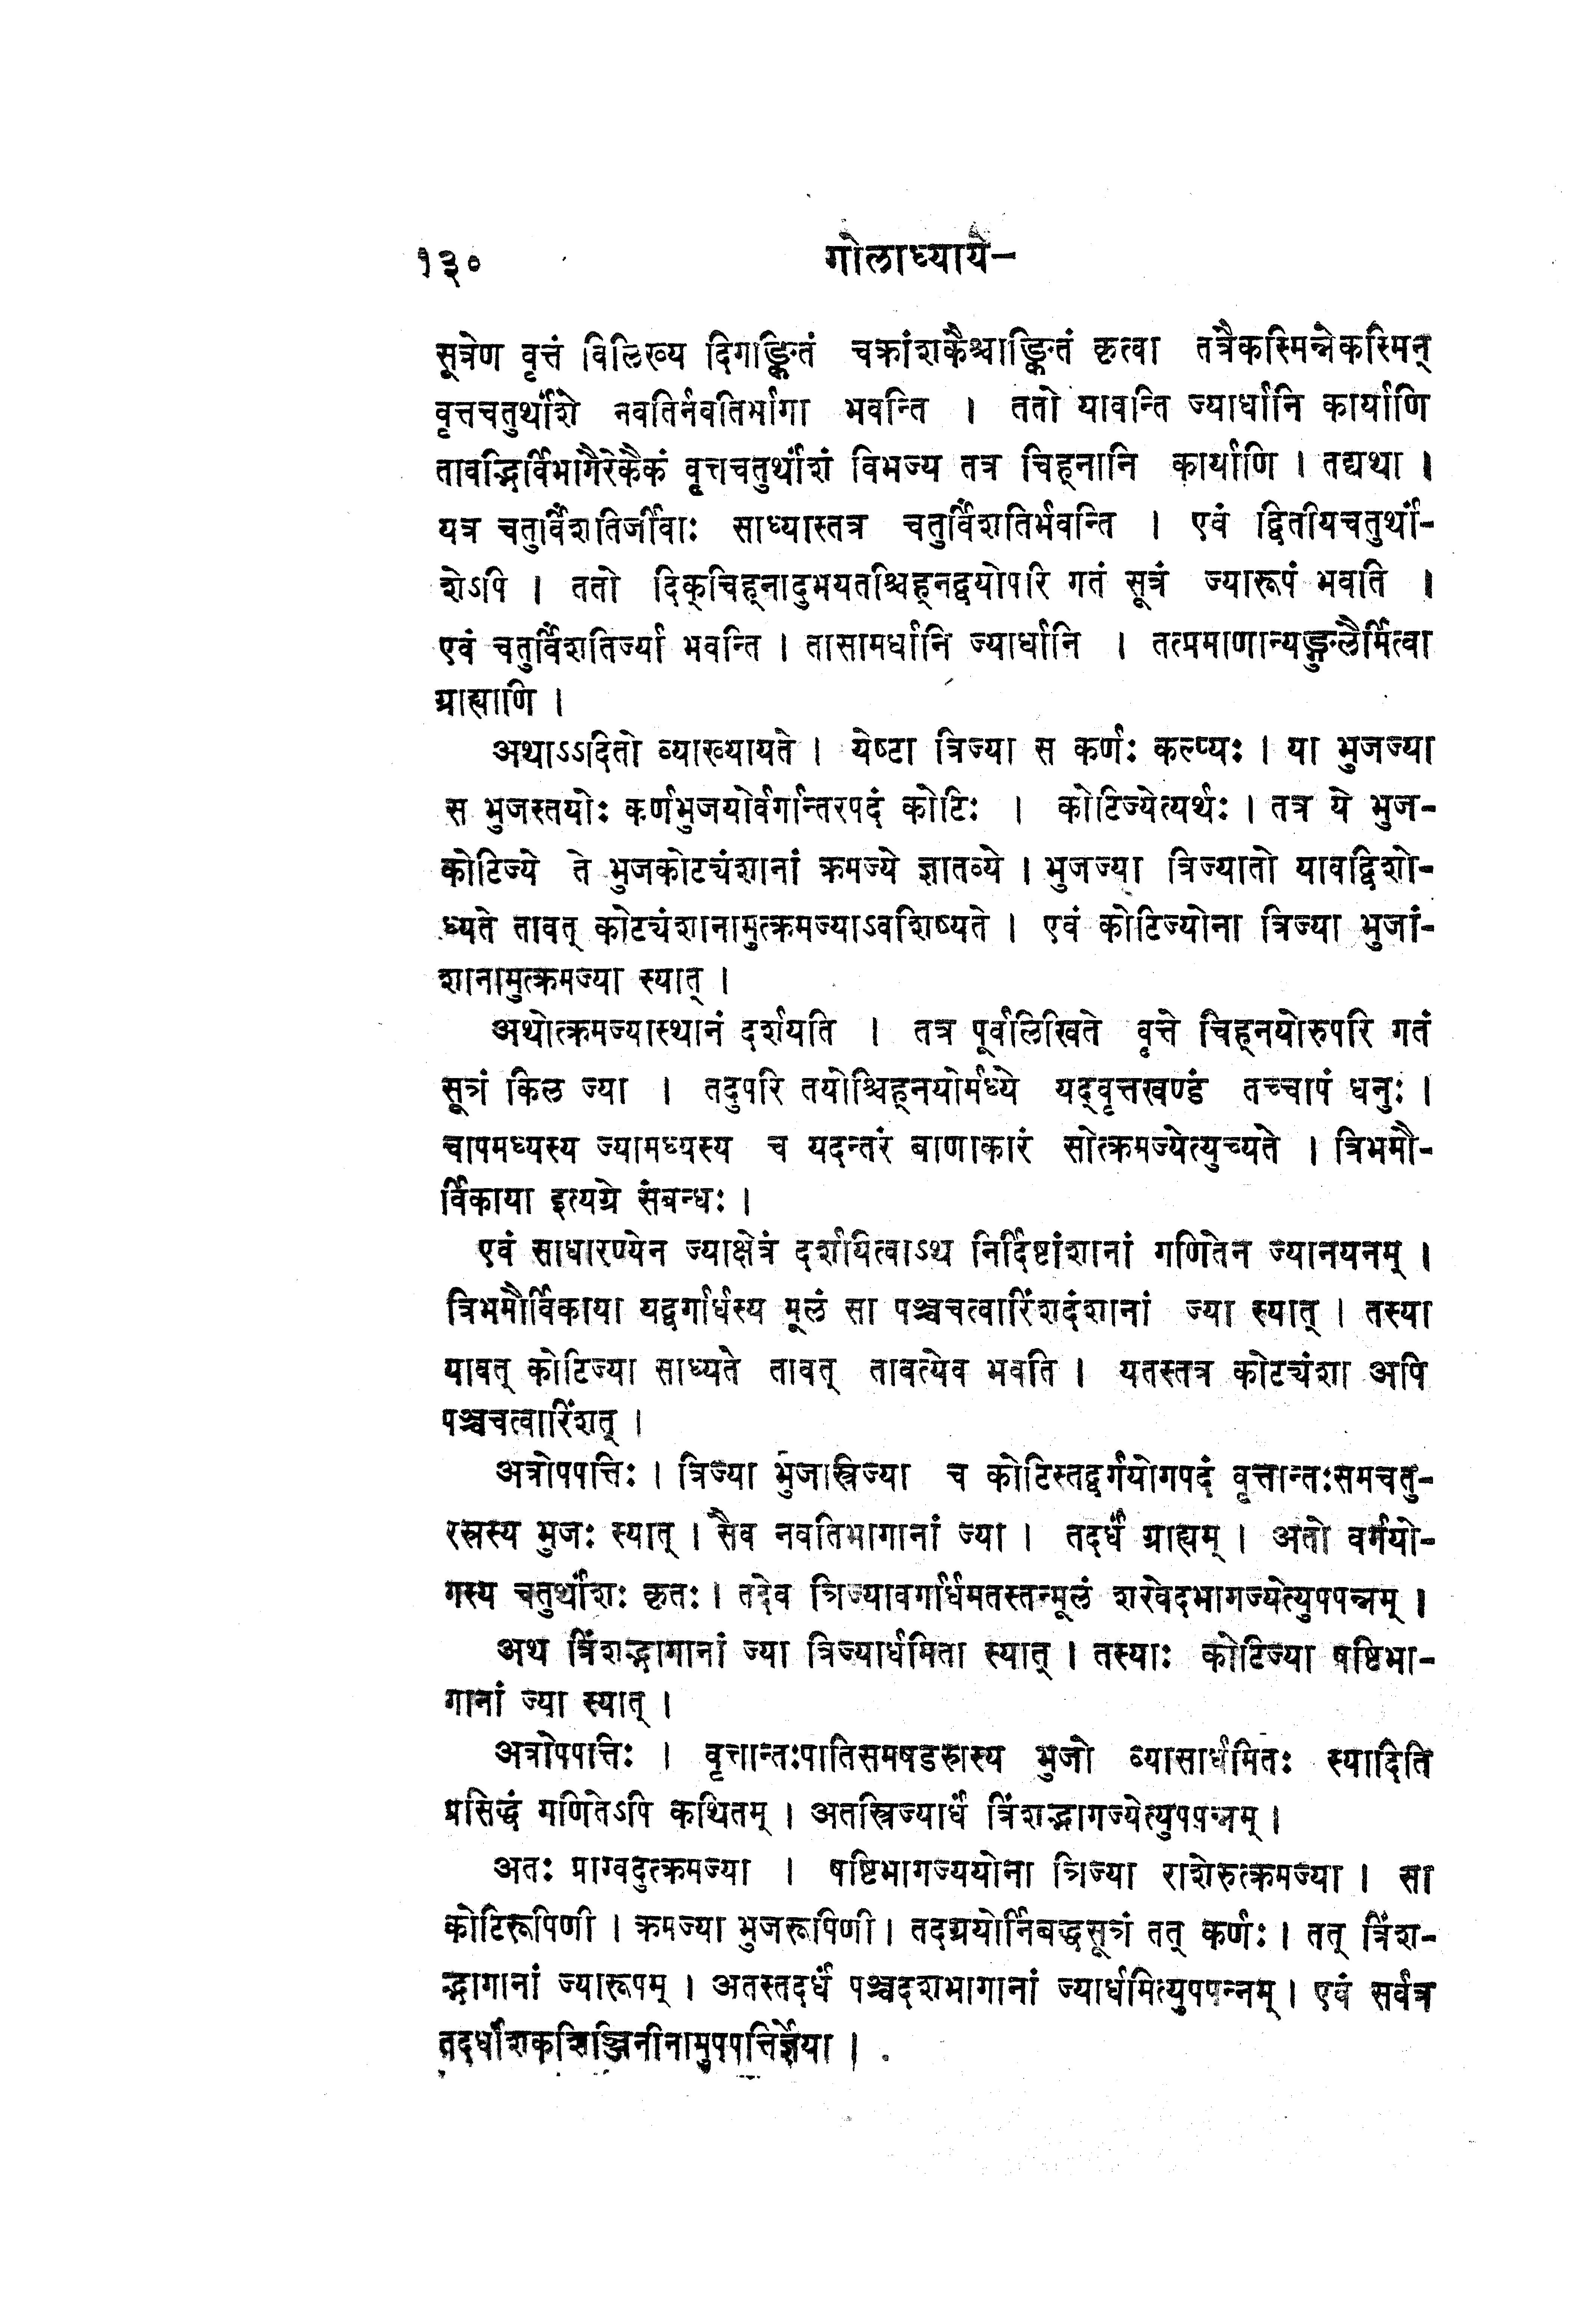 १३० गोलाध्याये–
सूत्रेण वृत्तं विलिख्य दिगाङ्कितं चक्रांशकैश्चाङ्कितं कृत्वा तत्रैकस्मिन्नेकस्मिन्
वृत्तचतुर्थांशे नवतिर्नवतिर्भागा भवन्ति । ततो यावन्ति ज्यार्धानि कार्याणि
तावद्भिर्विभागैरेकैकं वृत्तचतुर्थांशं विभज्य तत्र चिह्नानि कार्याणि । तद्यथा ।
यत्र चतुर्विंशतिर्जीवाः साध्यास्तत्र चतुर्विंशतिर्भवन्ति । एवं द्वितीयचतुर्थां-
शेऽपि । ततो दिक्चिह्नादुभयतश्चिह्नद्वयोपरि गतं सूत्रं ज्यारूपं भवति ।
एवं चतुर्विंशतिर्ज्या भवन्ति । तासामर्धानि ज्यार्धानि । तत्प्रमाणान्यङ्गुलैर्मित्वा
ग्राह्याणि ।
अथाऽऽदितो व्याख्यायते । येष्टा त्रिज्या स कर्णः कल्प्यः । या भुजज्या
स भुजस्तयोः कर्णभुजयोर्वर्गान्तरपदं कोटिः । कोटिज्येत्यर्थः । तत्र ये भुज-
कोटिज्ये ते भुजकोट्यंशानां क्रमज्ये ज्ञातव्ये । भुजज्या त्रिज्यातो यावद्विशो-
ध्यते तावत् कोट्यंशानामुत्क्रमज्याऽवशिष्यते । एवं कोटिज्योना त्रिज्या भुजां-
शानामुत्क्रमज्या स्यात् ।
अथोत्क्रमज्यास्थानं दर्शयति । तत्र पूर्वलिखिते वृत्ते चिह्नयोरुपरि गतं
सूत्रं किल ज्या । तदुपरि तयोश्चिह्नयोर्मध्ये यद्वृत्तखण्डं तच्चापं धनुः ।
चापमध्यस्य ज्यामध्यस्य च यदन्तरं बाणाकारं सोत्क्रमज्येत्युच्यते । त्रिभमौ-
र्विकाया इत्यग्रे संबन्धः ।
एवं साधारण्येन ज्याक्षेत्रं दर्शयित्वाऽथ निर्दिष्टांशानां गणितेन ज्यानयनम् ।
त्रिभमौर्विकाया यद्वर्गार्धस्य मूलं सा पञ्चचत्वारिंशदंशानां ज्या स्यात् । तस्या
यावत् कोटिज्या साध्यते तावत् तावत्येव भवति । यतस्तत्र कोट्यंशा अपि
पञ्चचत्वारिंशत् ।
अत्रोपपत्तिः । त्रिज्या भुजस्त्रिज्या च कोटिस्तद्वर्गयोगपदं वृत्तान्तःसमचतु-
रस्रस्य भुजः स्यात् । सैव नवतिभागानां ज्या । तदर्धं ग्राह्यम् । अतो वर्गयो-
गस्य चतुर्थांशः कृतः । तदेव त्रिज्यावर्गार्धमतस्तन्मूलं शरवेदभागज्येत्युपपन्नम् ।
अथ त्रिंशद्भागानां ज्या त्रिज्यार्धमिता स्यात् । तस्याः कोटिज्या षष्टिभा-
गानां ज्या स्यात् ।
अत्रोपपत्तिः । वृत्तान्तःपातिसमषडस्रस्य भुजो व्यासार्धमितः स्यादिति
प्रसिद्धं गणितेऽपि कथितम् । अतस्त्रिज्यार्धं त्रिंशद्भागज्येत्युपपन्नम् ।
अतः प्राग्वदुत्क्रमज्या । षष्टिभागज्ययोना त्रिज्या राशेरुत्क्रमज्या । सा
कोटिरूपिणी । क्रमज्या भुजरूपिणी । तदग्रयोर्निबद्धसूत्रं तत् कर्णः । तत् त्रिंश-
द्भागानां ज्यारूपम् । अतस्तदर्धं पञ्चदशभागानां ज्यार्धमित्युपपन्नम् । एवं सर्वत्र
तदर्धांशकशिञ्जिनीनामुपपत्तिर्ज्ञेया ।